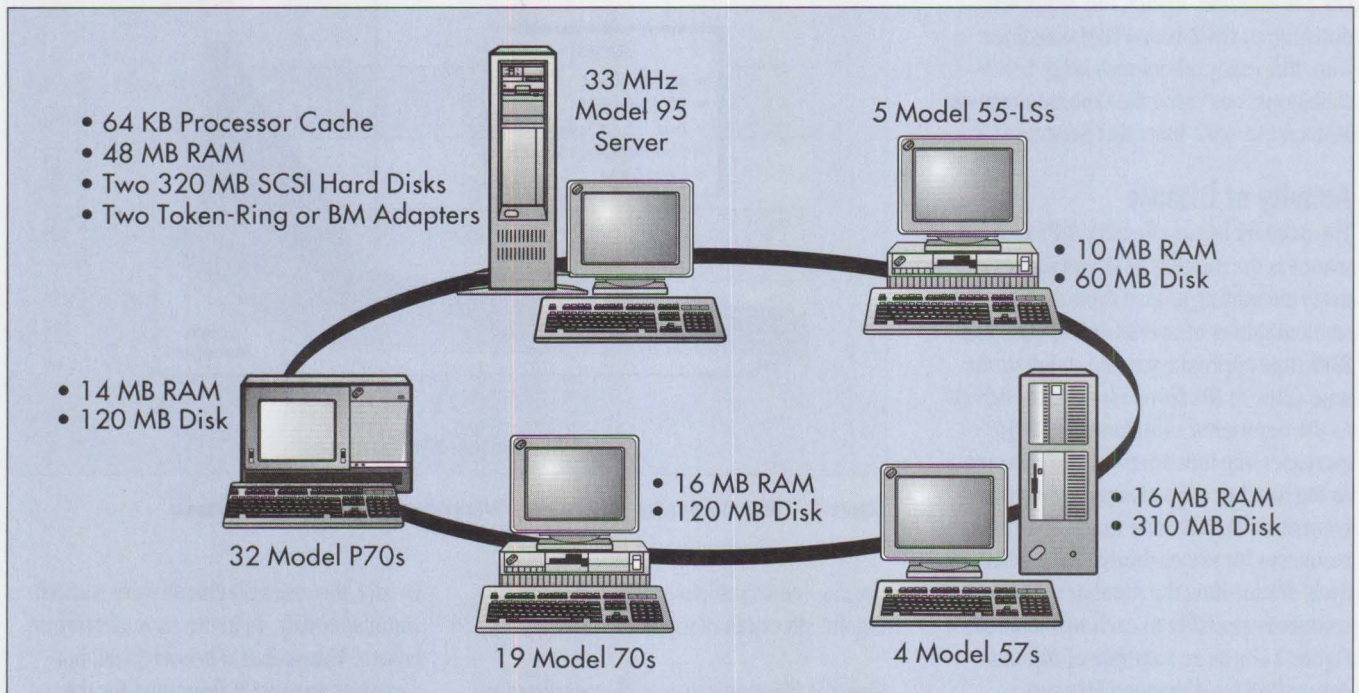 • 64 KB Processor Cache
• 48 MB RAM
• Two 320 MB SCSI Hard Disks
• Two Token-Ring or BM Adapters
33 MHz
Model 95
Server
5 Model 55-LSs
• 10 MB RAM
• 60 MB Disk
• 14 MB RAM
• 120 MB Disk
32 Model P70s
• 16 MB RAM
• 120 MB Disk
19 Model 70s
• 16 MB RAM
• 310 MB Disk
4 Model 57s